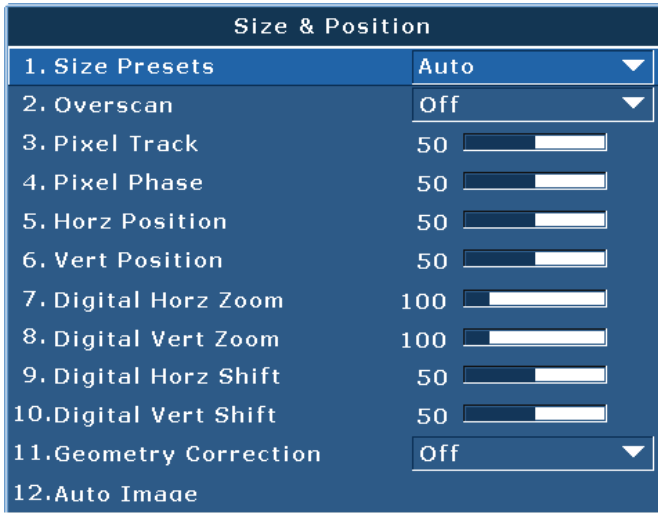 Size & Position
1. Size Presets Auto
2. Overscan Off
3. Pixel Track 50
4. Pixel Phase 50
5. Horz Position 50
6. Vert Position 50
7. Digital Horz Zoom 100
8. Digital Vert Zoom 100
9. Digital Horz Shift 50
10.Digital Vert Shift 50
11.Geometry Correction Off
12.Auto Image